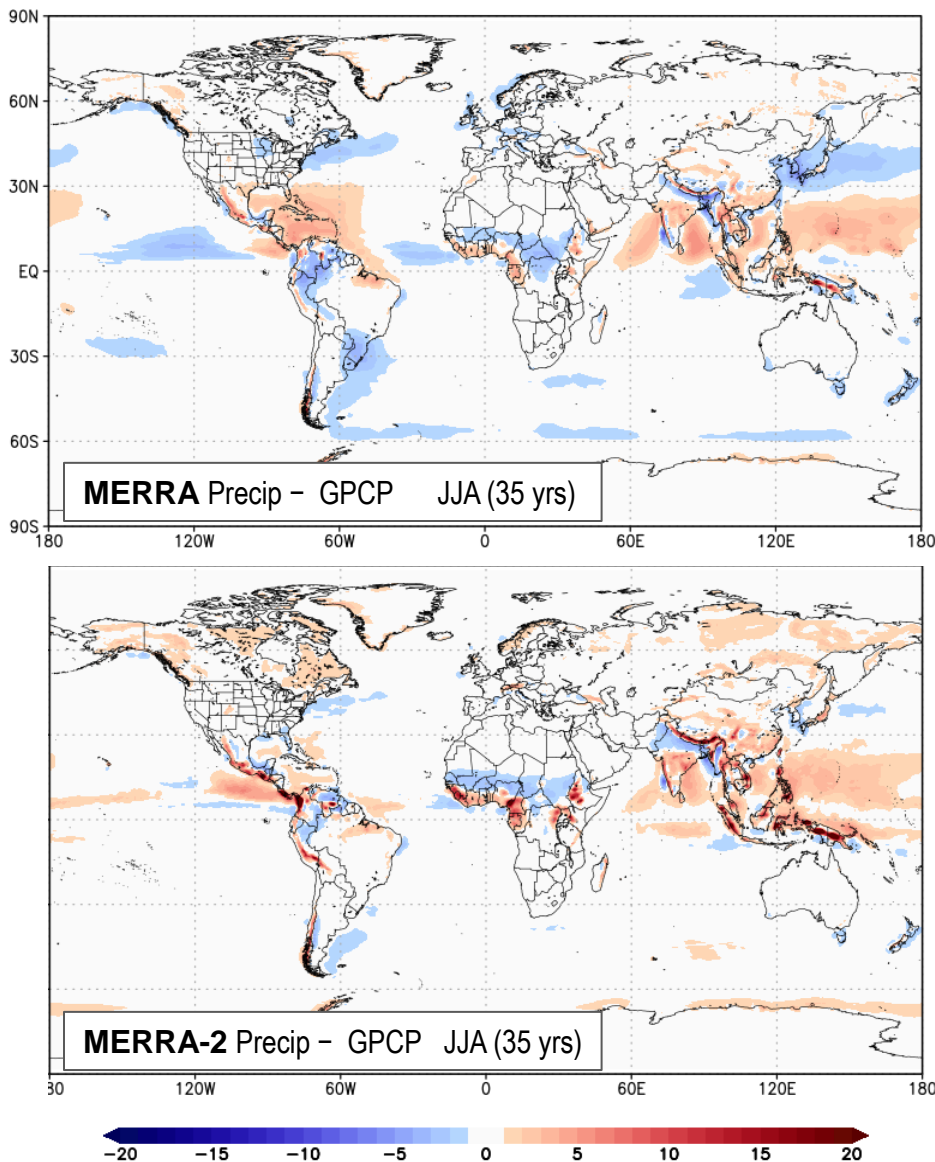 90N
60N
30N
EQ
30S
60S
90S
MERRA Precip − GPCP JJA (35 yrs)
180 120W 60W 0 60E 120E 180
MERRA-2 Precip − GPCP JJA (35 yrs)
80 120W 60W 0 60E 120E 180
−20 −15 −10 −5 0 5 10 15 20